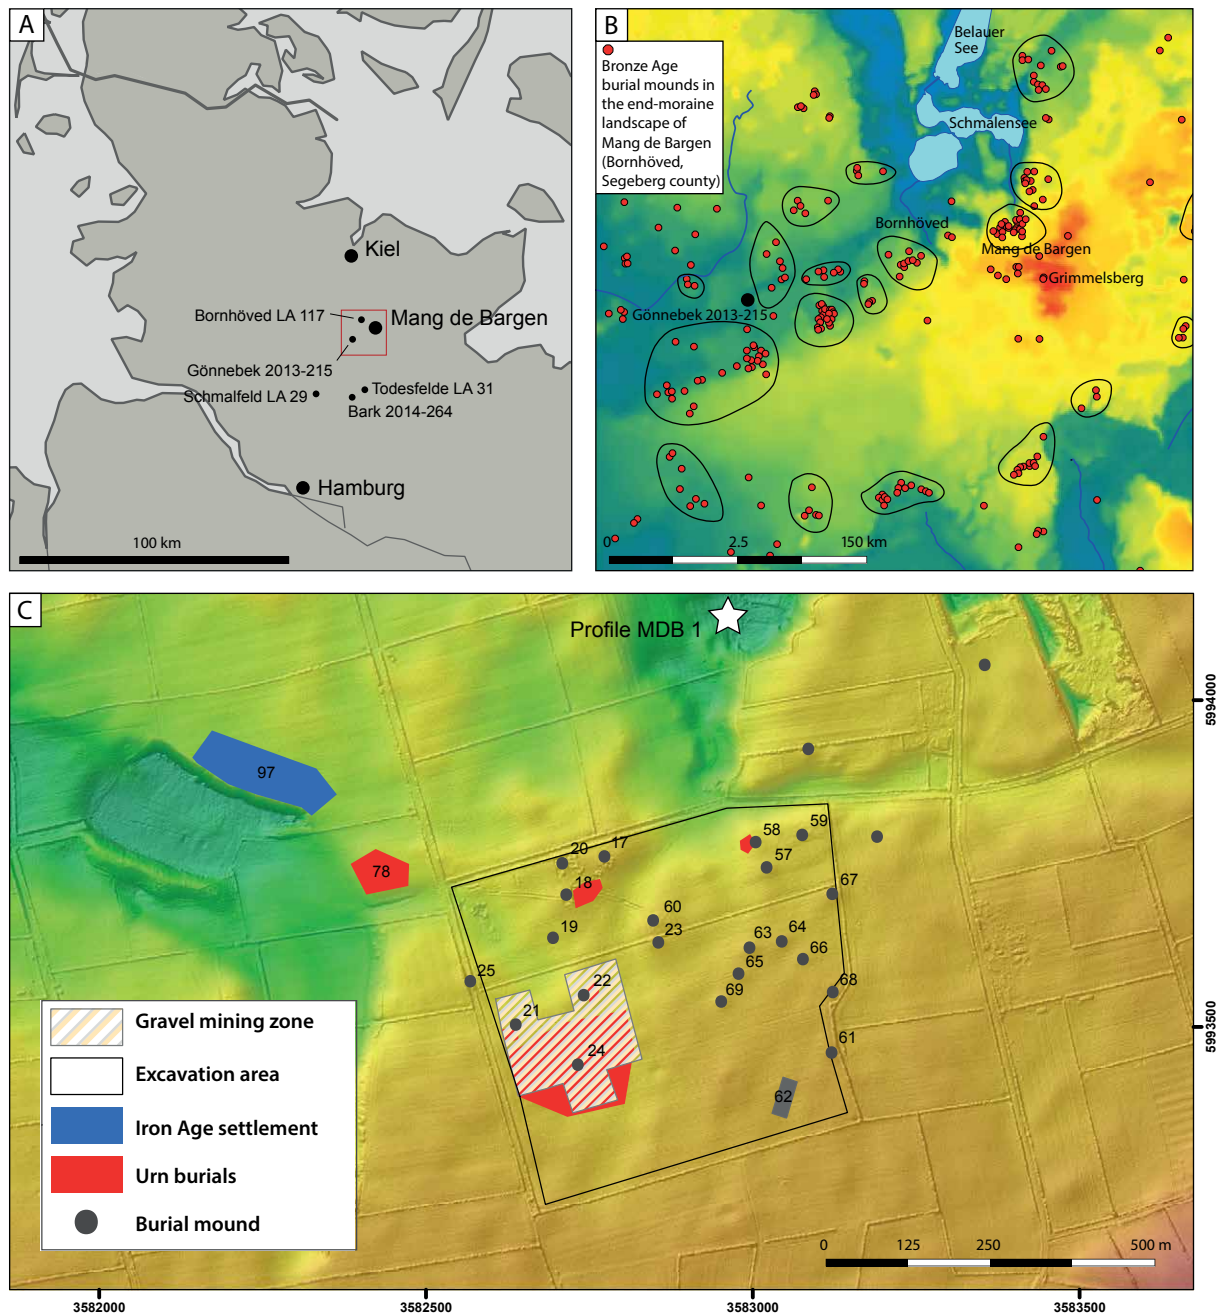 A
Kiel
Bornhöved LA 117
Mang de Bargen
Gönnebek 2013-215
Schmalfeld LA 29
Todesfelde LA 31
Bark 2014-264
Hamburg
100 km
B
Bronze Age
burial mounds in
the end-moraine
landscape of
Mang de Bargen
(Bornhöved,
Segeberg county)
Belauer
See
Schmalensee
Bornhöved
Mang de Bargen
Grimmelsberg
Gönnebek 2013-215
0 2.5 150 km
C
Profile MDB 1
97
78
20
17
18
19
25
58
59
57
67
60
23
63
64
65
66
69
68
22
21
24
61
62
Gravel mining zone
Excavation area
Iron Age settlement
Urn burials
Burial mound
0 125 250 500 m
5994000
5993500
3582000 3582500 3583000 3583500